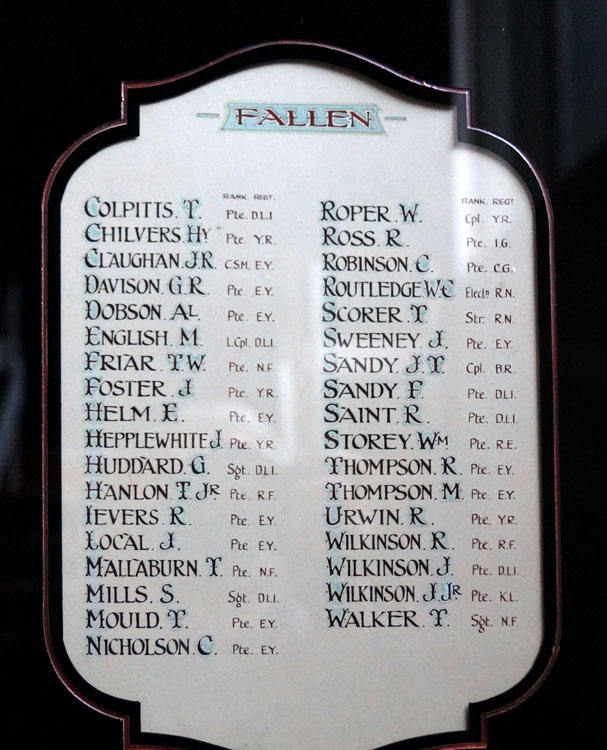 FALLEN
RANK. REGT.
COLPITTS. T. Pte. D.L.I
CHILVERS. Hy Pte. Y.R.
CLAUGHAN. J.R. C.S.M. E.Y.
DAVISON. G.R. Pte. E.Y.
DOBSON. AL. Pte. E.Y.
ENGLISH. M. L.Cpl. D.L.I.
FRIAR. T.W. Pte. N.F.
FOSTER. J Pte. Y.R.
HELM. E. Pte. E.Y.
HEPPLEWHITE J. Pte. Y.R.
HUDDARD. G. Sgt. D.L.I.
HANLON. T. JR Pte. R.F.
IEVERS. R. Pte. E.Y.
LOCAL. J. Pte. E.Y.
MALLABURN. T. Pte. N.F.
MILLS. S. Sgt. D.L.I.
MOULD. T. Pte. E.Y.
NICHOLSON. C. Pte. E.Y.
RANK. REGT.
ROPER. W. Cpl. Y.R.
ROSS. R. Pte. I.G.
ROBINSON. C. Pte. C.G.
ROUTLEDGE W.C Electn R.N.
SCORER. T Str. R.N.
SWEENEY. J. Pte. E.Y.
SANDY. J.T. Cpl. B.R.
SANDY. F. Pte. D.L.I.
SAINT. R. Pte. D.L.I.
STOREY. WM Pte. R.E.
THOMPSON. R. Pte. E.Y.
THOMPSON. M Pte. E.Y.
URWIN. R. Pte. Y.R.
WILKINSON. R. Pte. R.F.
WILKINSON. J. Pte. D.L.I.
WILKINSON. J. JR Pte. K.L.
WALKER. T. Sgt. N.F.